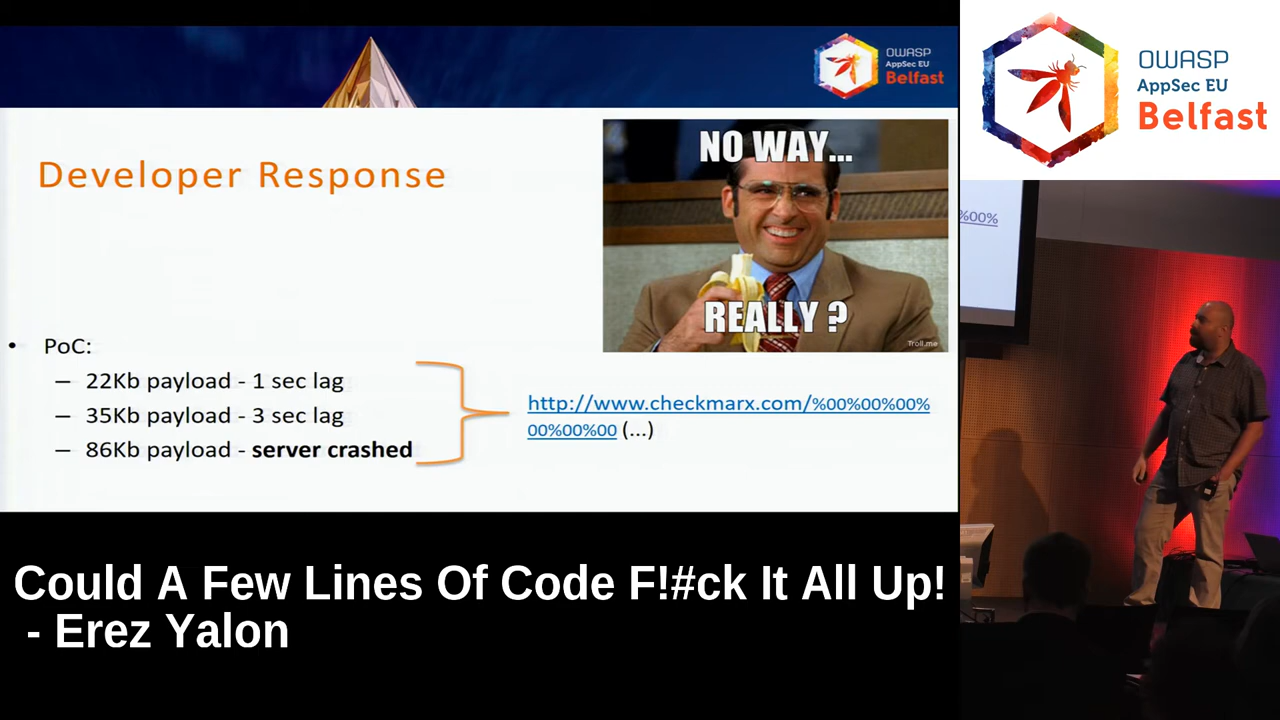 OWASP
AppSec EU
Belfast
OWASP
AppSec EU
Belfast
Developer Response
NO WAY...
REALLY ?
Troll.me
• PoC:
– 22Kb payload - 1 sec lag
– 35Kb payload - 3 sec lag
– 86Kb payload - server crashed
http://www.checkmarx.com/%00%00%00%
00%00%00 (...)
%00%
Could A Few Lines Of Code F!#ck It All Up!
- Erez Yalon